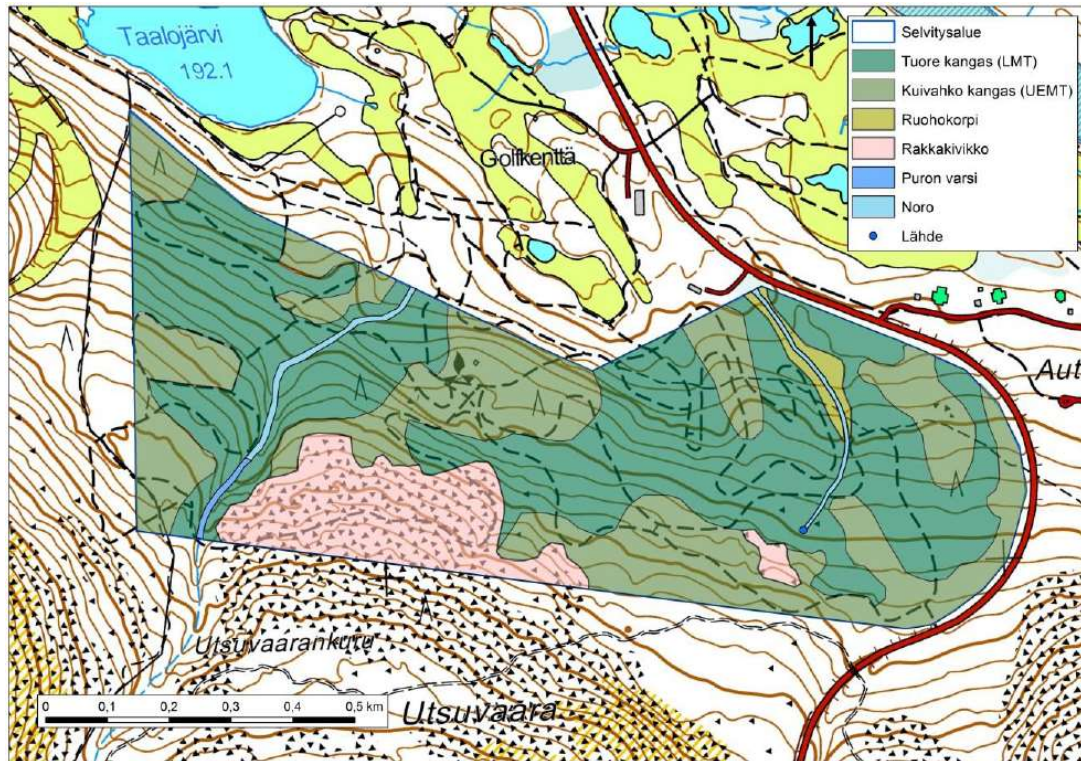 Taalojärvi
192.1
Golfkenttä
Selvitysalue
Tuore kangas (LMT)
Kuivahko kangas (UEMT)
Ruohokorpi
Rakkakivikko
Puron varsi
Noro
Lähde
Aut
Utsuvaarankuru
Utsuvaara
0 0,1 0,2 0,3 0,4 0,5 km